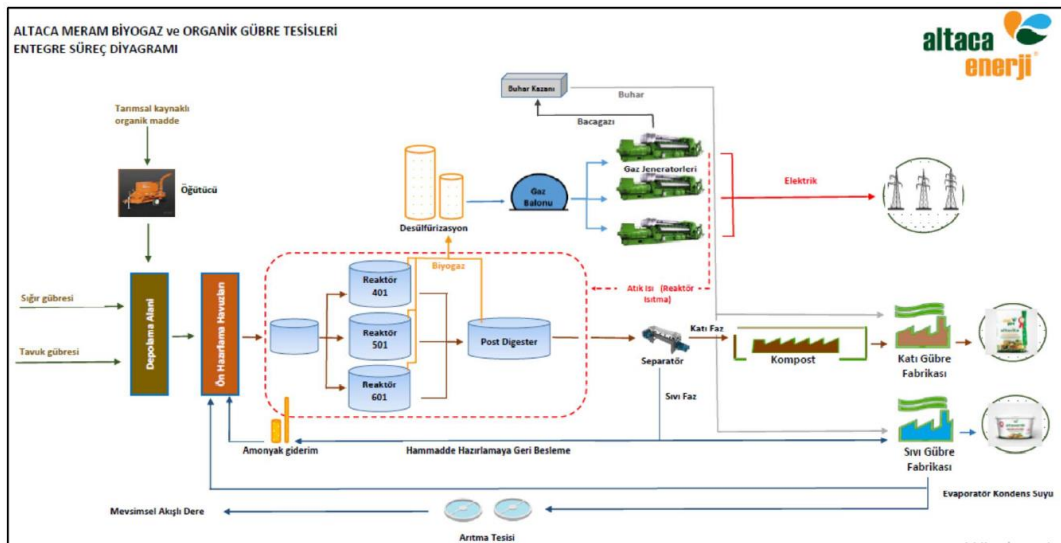 ALTACA MERAM BİYOGAZ ve ORGANİK GÜBRE TESİSLERİ
ENTEGRE SÜREÇ DİYAGRAMI
altaca
enerji
Buhar Kazanı
Buhar
Bacagazı
Tarımsal kaynaklı
organik madde
Öğütücü
Gaz Jeneratörleri
Gaz
Balonu
Elektrik
Desülfürizasyon
Biyogaz
Atık Isı (Reaktör
Isıtma)
Reaktör
401
Sığır gübresi
Depolama Alani
Ön Hazırlama Havuzları
Reaktör
501
Post Digester
Separatör
Katı Faz
Kompost
Katı Gübre
Fabrikası
Tavuk gübresi
Reaktör
601
Sıvı Faz
Amonyak giderim
Hammadde Hazırlamaya Geri Besleme
Sıvı Gübre
Fabrikası
Evaporatör Kondens Suyu
Mevsimsel Akışlı Dere
Arıtma Tesisi